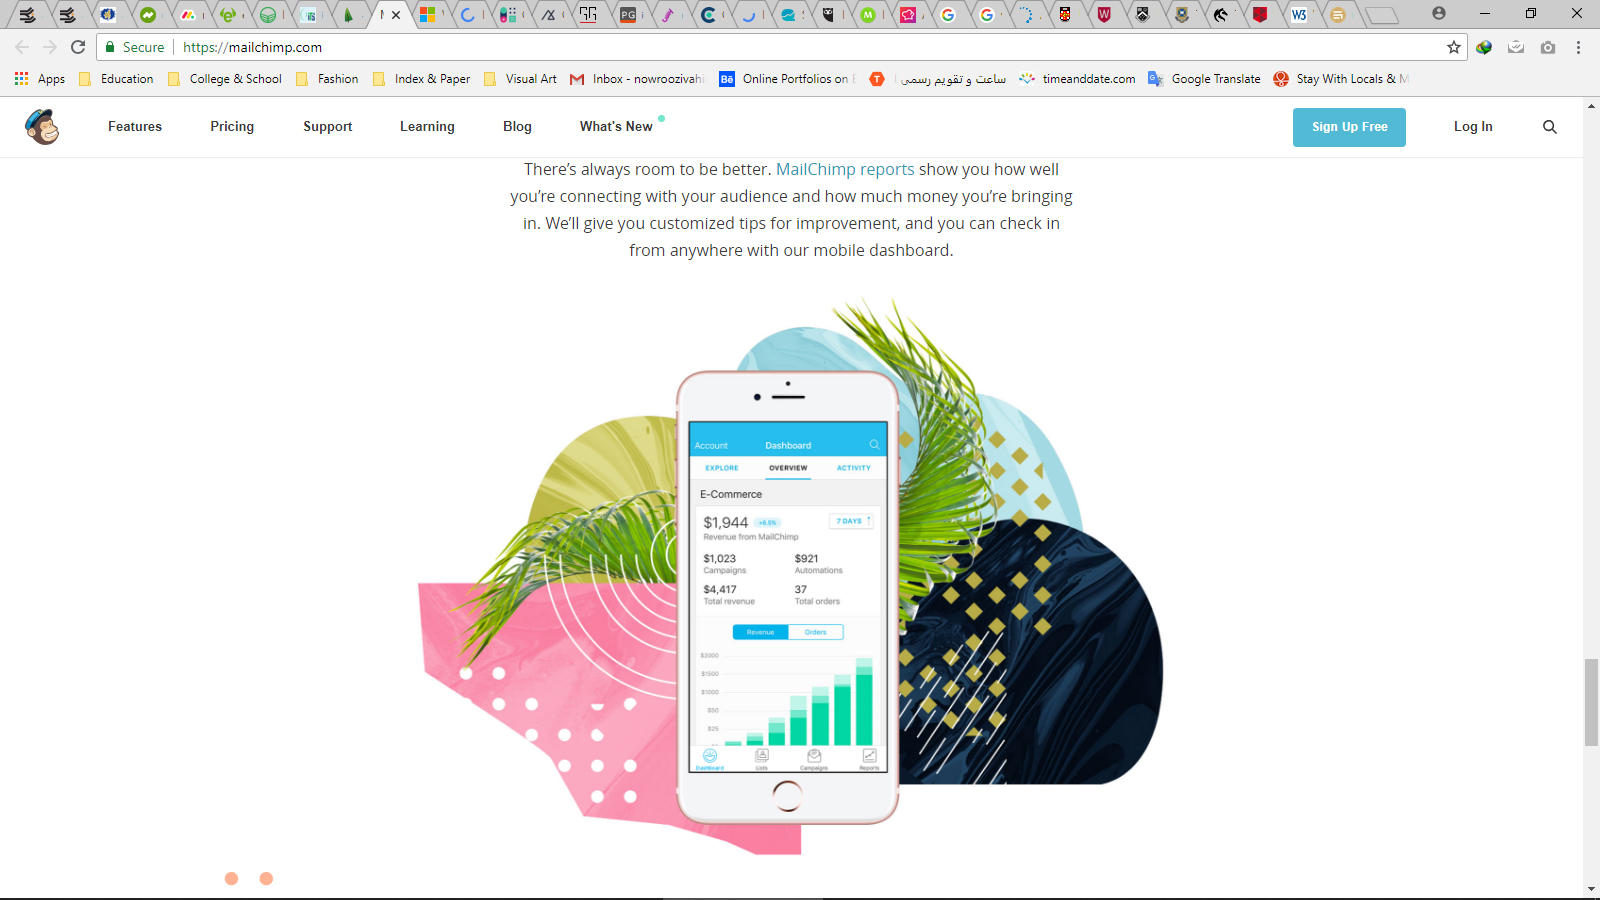 Secure
https://mailchimp.com
Apps
Education
College & School
Fashion
Index & Paper
Visual Art
Inbox - nowroozivahi
Online Portfolios on
ساعت و تقویم رسمی
timeanddate.com
Google Translate
Stay With Locals & M
Features
Pricing
Support
Learning
Blog
What's New
Sign Up Free
Log In
There's always room to be better. MailChimp reports show you how well
you're connecting with your audience and how much money you're bringing
in. We'll give you customized tips for improvement, and you can check in
from anywhere with our mobile dashboard.
Account
Dashboard
EXPLORE
OVERVIEW
ACTIVITY
E-Commerce
$1,944
+6.5%
7 DAYS
Revenue from MailChimp
$1,023
$921
Campaigns
Automations
$4,417
37
Total revenue
Total orders
Revenue
Orders
$2000
$1500
$1000
$50
$25
Dashboard
Lists
Campaigns
Reports